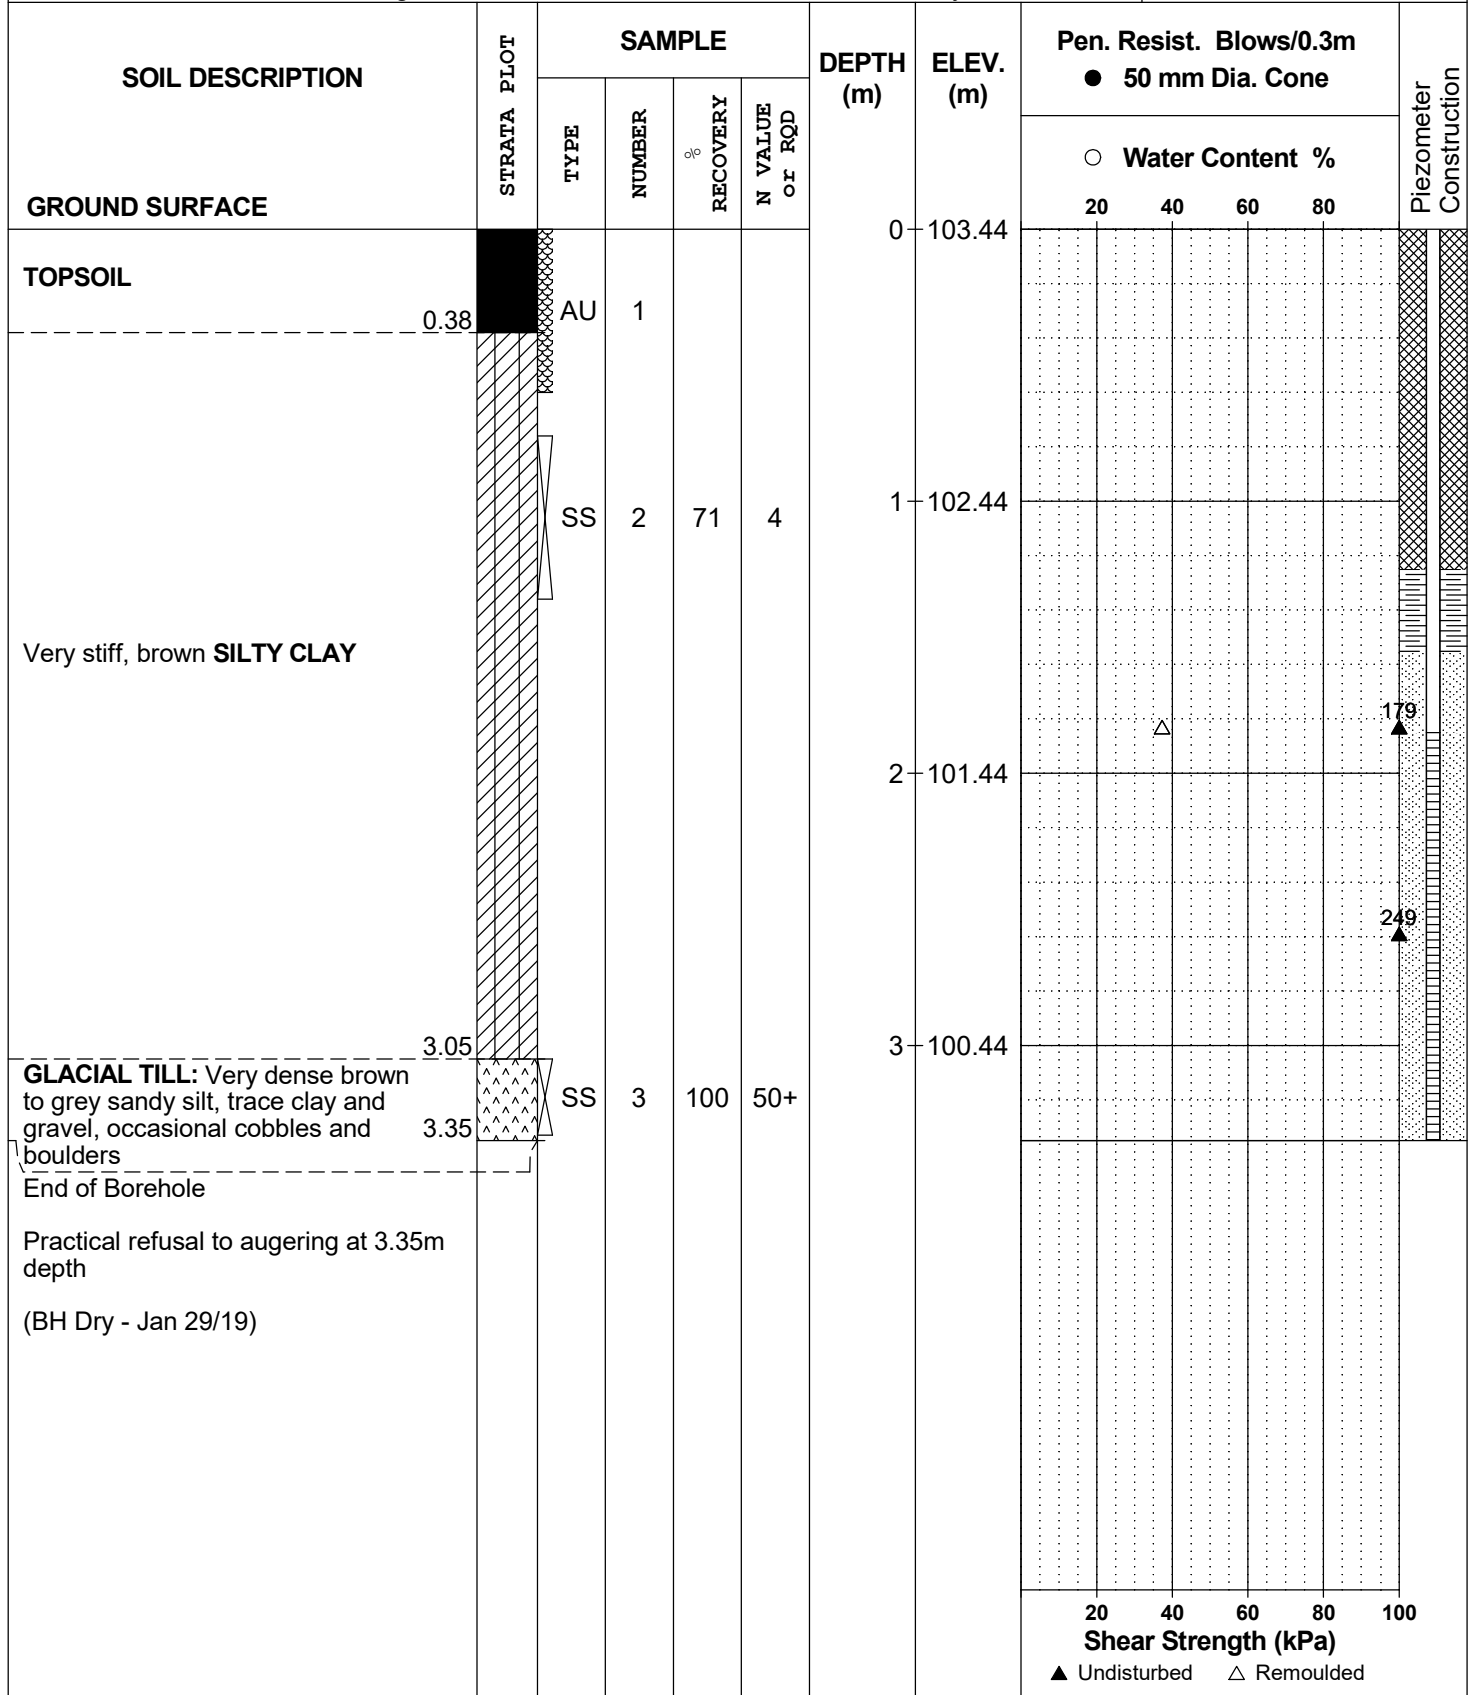 SOIL DESCRIPTION
GROUND SURFACE
STRATA PLOT
SAMPLE
TYPE
NUMBER
%
RECOVERY
N VALUE
or RQD
DEPTH
(m)
ELEV.
(m)
Pen. Resist. Blows/0.3m
● 50 mm Dia. Cone
○ Water Content %
20 40 60 80
Piezometer
Construction
0 103.44
TOPSOIL
0.38
AU 1
1 102.44
SS 2 71 4
Very stiff, brown SILTY CLAY
179
2 101.44
249
3.05
3 100.44
GLACIAL TILL: Very dense brown
to grey sandy silt, trace clay and
gravel, occasional cobbles and
boulders
3.35
SS 3 100 50+
End of Borehole
Practical refusal to augering at 3.35m
depth
(BH Dry - Jan 29/19)
20 40 60 80 100
Shear Strength (kPa)
▲ Undisturbed △ Remoulded